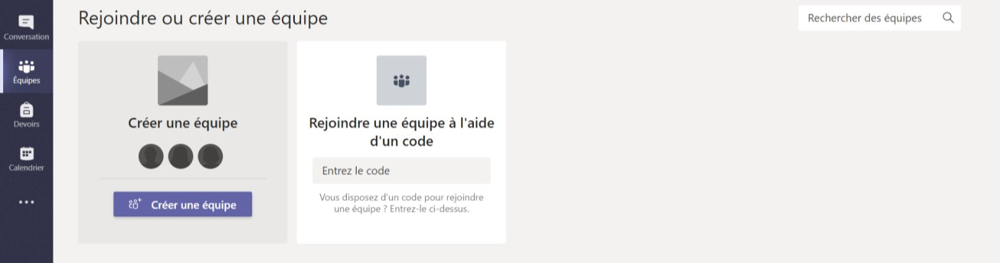 Rejoindre ou créer une équipe
Rechercher des équipes
Conversation
Équipes
Devoirs
Calendrier
Créer une équipe
Créer une équipe
Rejoindre une équipe à l'aide
d'un code
Entrez le code
Vous disposez d'un code pour rejoindre
une équipe ? Entrez-le ci-dessus.